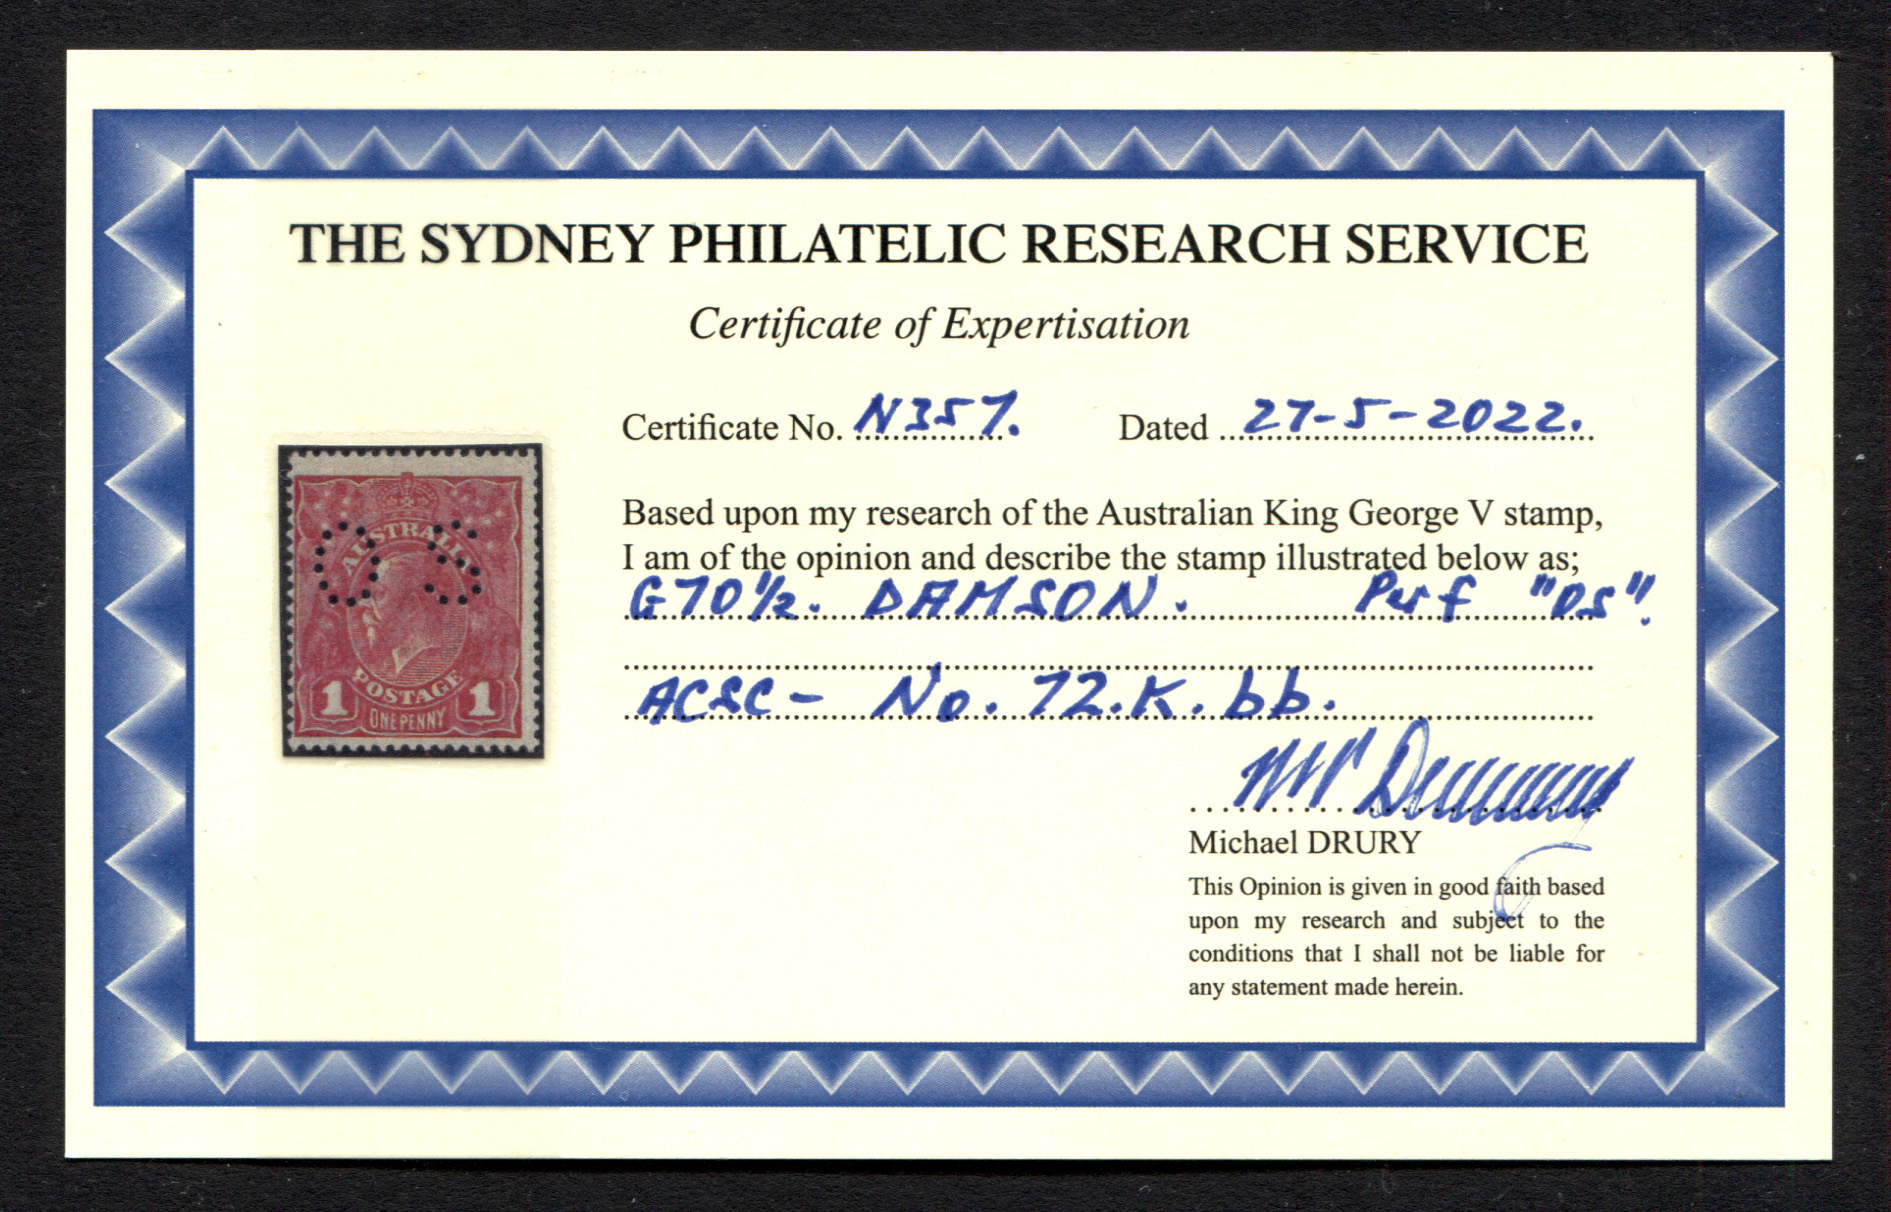 THE SYDNEY PHILATELIC RESEARCH SERVICE
Certificate of Expertisation
Certificate No. N357. Dated 27-5-2022.
Based upon my research of the Australian King George V stamp,
I am of the opinion and describe the stamp illustrated below as;
G70½. DAMSON. Perf "OS".
ACSC - No. 72.K.bb.
AUSTRALIA
POSTAGE
1 1
ONE PENNY
OS
Michael DRURY
This Opinion is given in good faith based
upon my research and subject to the
conditions that I shall not be liable for
any statement made herein.